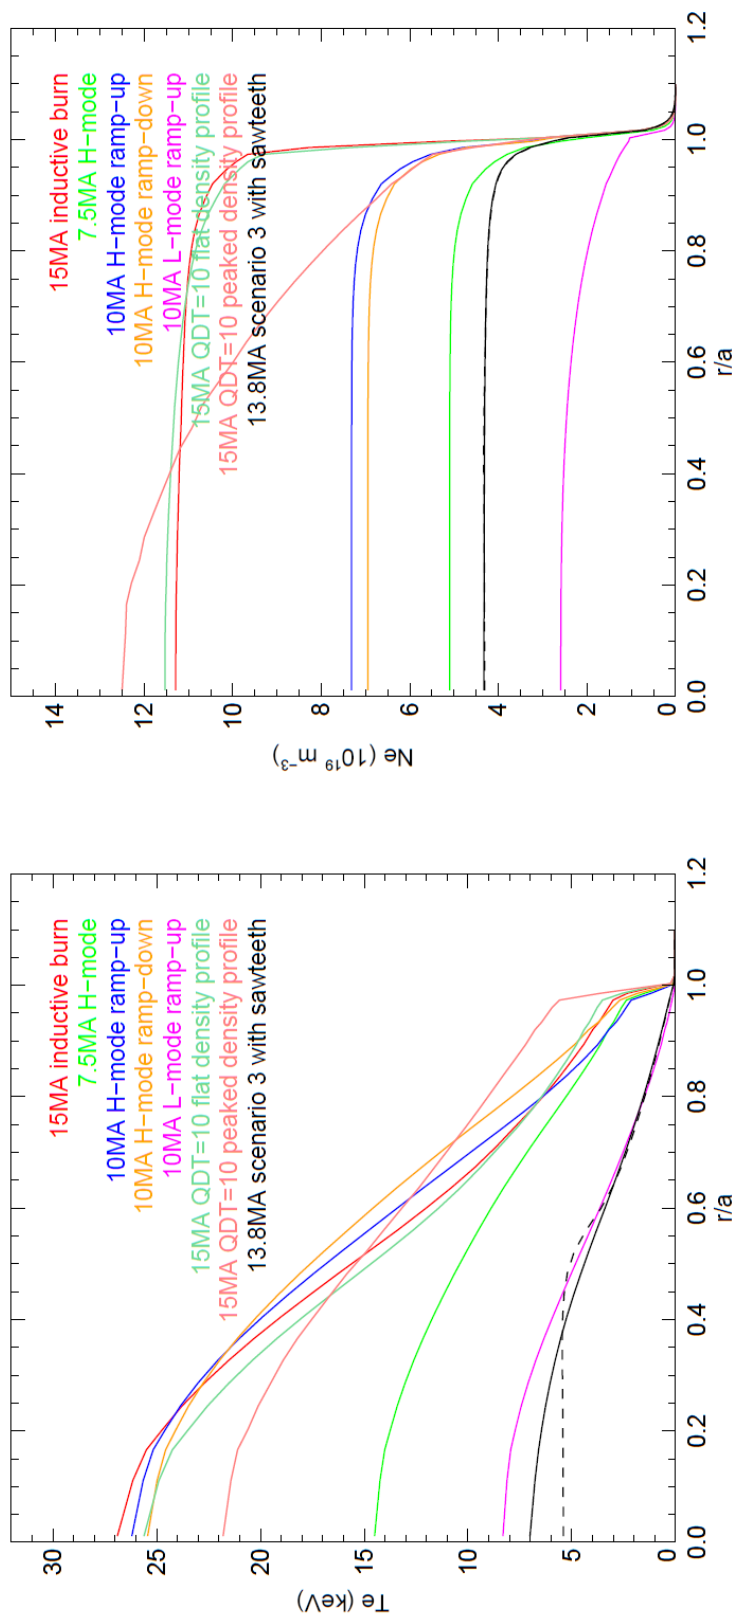 Te (keV)
30
25
20
15
10
5
0
15MA inductive burn
7.5MA H-mode
10MA H-mode ramp-up
10MA H-mode ramp-down
10MA L-mode ramp-up
15MA QDT=10 flat density profile
15MA QDT=10 peaked density profile
13.8MA scenario 3 with sawteeth
0.0 0.2 0.4 0.6 0.8 1.0 1.2
r/a
Ne (10¹⁹ m⁻³)
14
12
10
8
6
4
2
0
15MA inductive burn
7.5MA H-mode
10MA H-mode ramp-up
10MA H-mode ramp-down
10MA L-mode ramp-up
15MA QDT=10 flat density profile
15MA QDT=10 peaked density profile
13.8MA scenario 3 with sawteeth
0.0 0.2 0.4 0.6 0.8 1.0 1.2
r/a